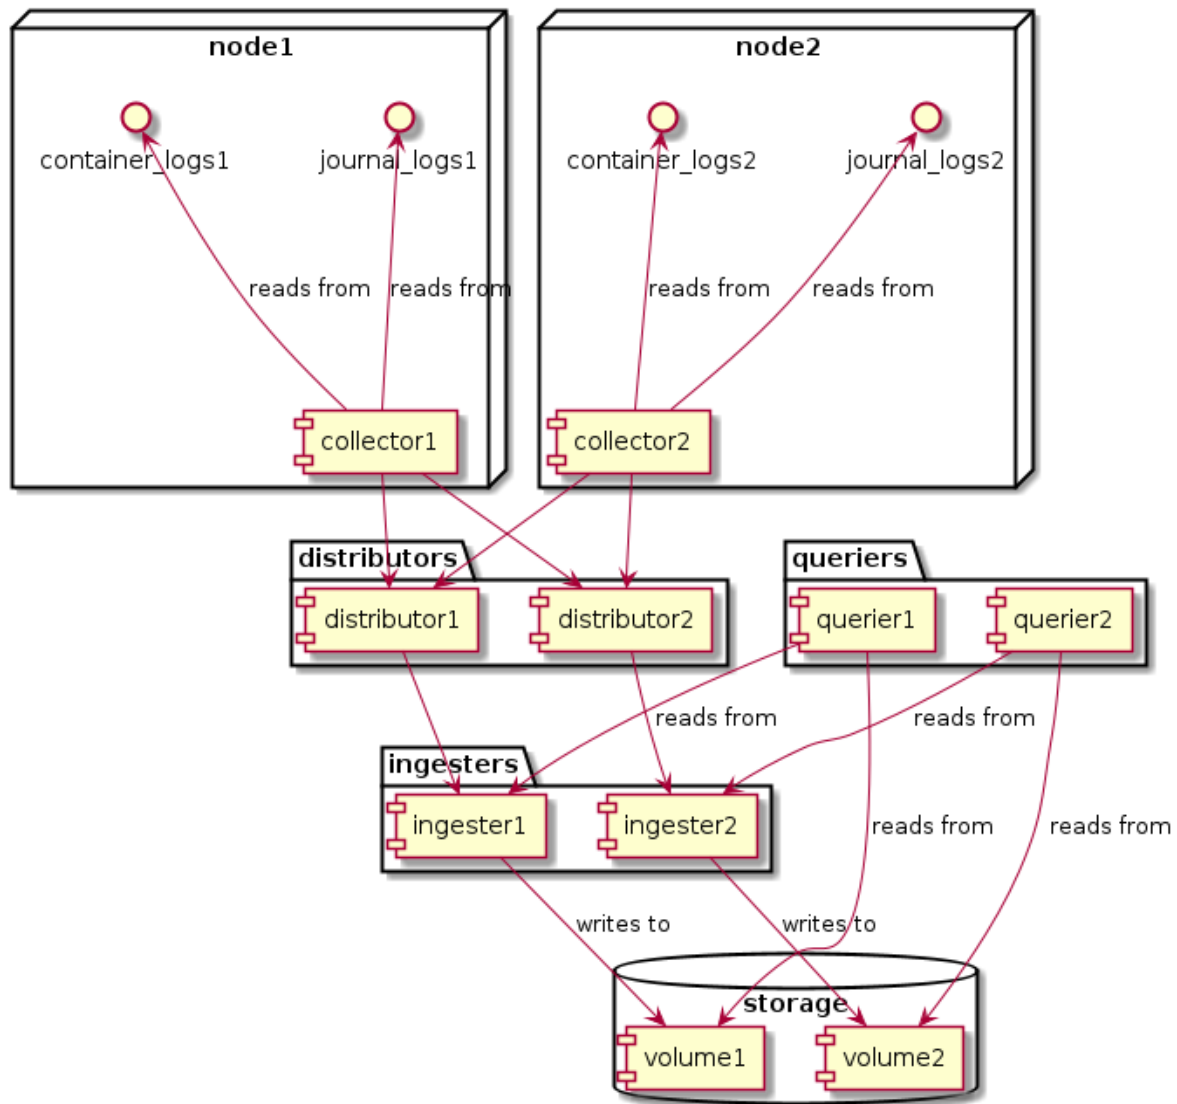 node1
node2
container_logs1
journal_logs1
container_logs2
journal_logs2
reads from
reads from
reads from
reads from
collector1
collector2
distributors
queriers
distributor1
distributor2
querier1
querier2
reads from
reads from
ingesters
ingester1
ingester2
reads from
reads from
writes to
writes to
storage
volume1
volume2